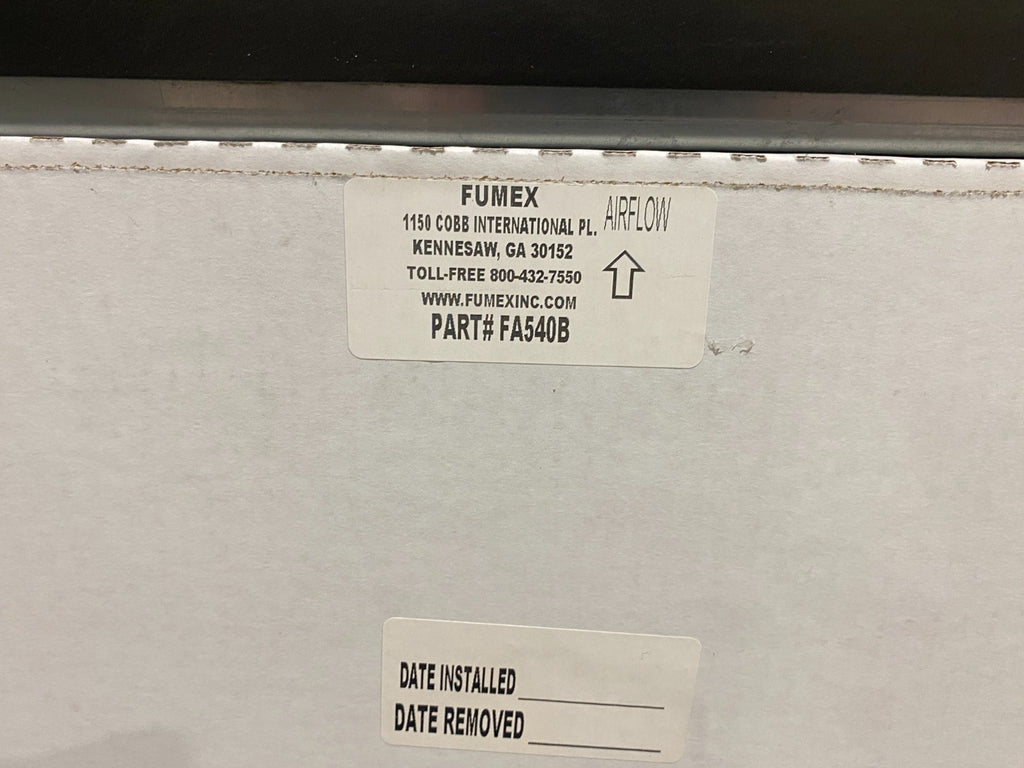 FUMEX
1150 COBB INTERNATIONAL PL.
AIRFLOW
KENNESAW, GA 30152
TOLL-FREE 800-432-7550
WWW.FUMEXINC.COM
PART# FA540B
DATE INSTALLED
DATE REMOVED